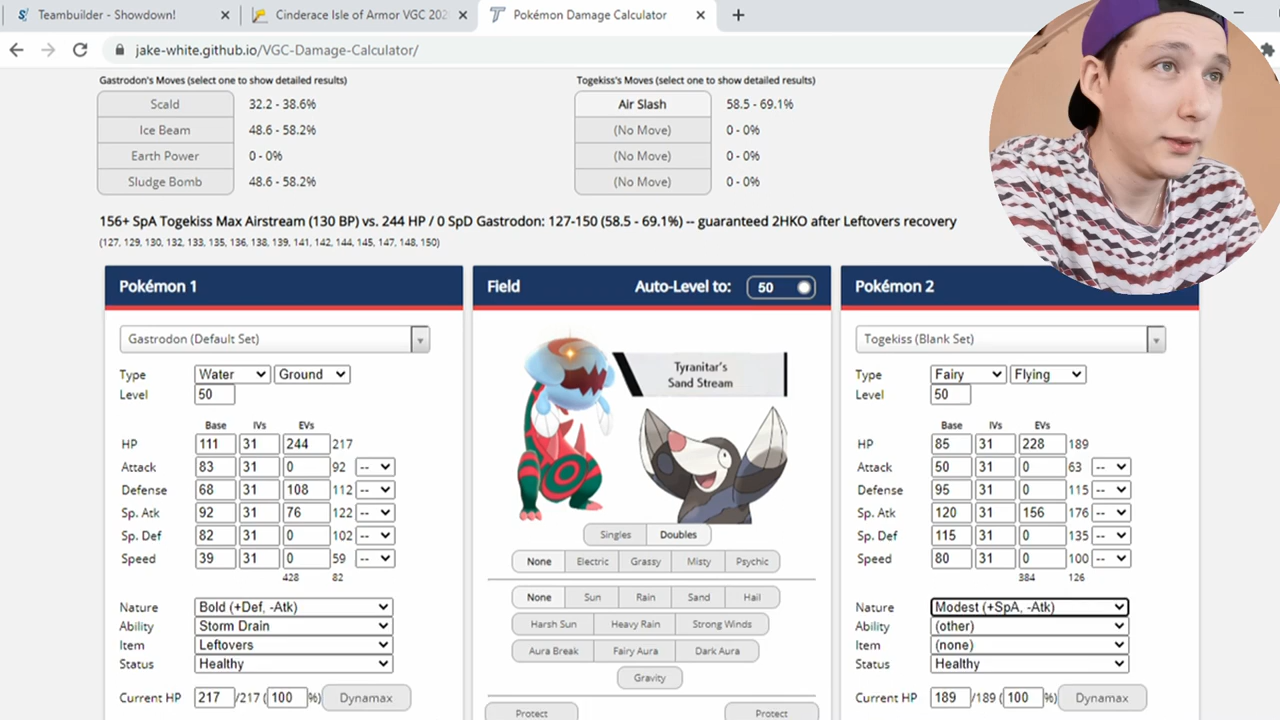 Teambuilder - Showdown! Cinderace Isle of Armor VGC 202 Pokémon Damage Calculator
jake-white.github.io/VGC-Damage-Calculator/
Gastrodon's Moves (select one to show detailed results) Togekiss's Moves (select one to show detailed results)
Scald 32.2 - 38.6% Air Slash 58.5 - 69.1%
Ice Beam 48.6 - 58.2% (No Move) 0 - 0%
Earth Power 0 - 0% (No Move) 0 - 0%
Sludge Bomb 48.6 - 58.2% (No Move) 0 - 0%
156+ SpA Togekiss Max Airstream (130 BP) vs. 244 HP / 0 SpD Gastrodon: 127-150 (58.5 - 69.1%) -- guaranteed 2HKO after Leftovers recovery
(127, 129, 130, 132, 133, 135, 136, 138, 139, 141, 142, 144, 145, 147, 148, 150)
Pokémon 1 Field Auto-Level to: 50 Pokémon 2
Gastrodon (Default Set) Togekiss (Blank Set)
Tyranitar's
Sand Stream
Type Water Ground Type Fairy Flying
Level 50 Level 50
Base IVs EVs Base IVs EVs
HP 111 31 244 217 HP 85 31 228 189
Attack 83 31 0 92 -- Attack 50 31 0 63 --
Defense 68 31 108 112 -- Defense 95 31 0 115 --
Sp. Atk 92 31 76 122 -- Sp. Atk 120 31 156 176 --
Sp. Def 82 31 0 102 -- Singles Doubles Sp. Def 115 31 0 135 --
Speed 39 31 0 59 -- None Electric Grassy Misty Psychic Speed 80 31 0 100 --
428 82 384 126
None Sun Rain Sand Hail
Nature Bold (+Def, -Atk) Nature Modest (+SpA, -Atk)
Ability Storm Drain Harsh Sun Heavy Rain Strong Winds Ability (other)
Item Leftovers Aura Break Fairy Aura Dark Aura Item (none)
Status Healthy Gravity Status Healthy
Current HP 217 /217 ( 100 %) Dynamax Current HP 189 /189 ( 100 %) Dynamax
Protect Protect